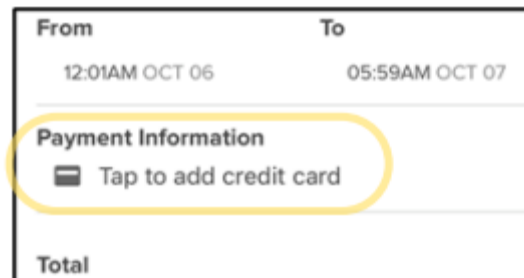 From To
12:01AM OCT 06 05:59AM OCT 07
Payment Information
Tap to add credit card
Total